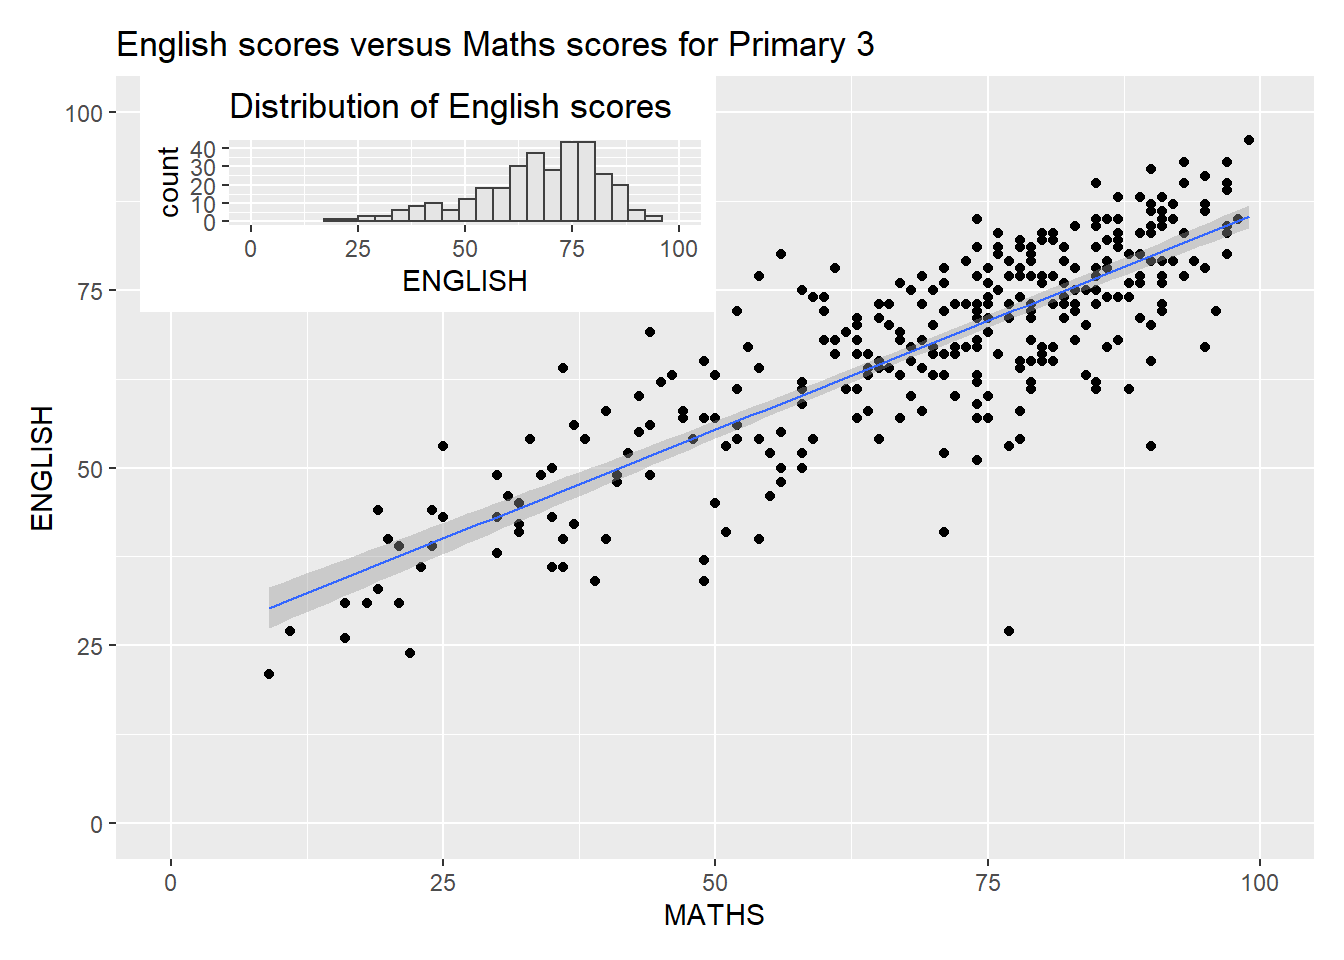 English scores versus Maths scores for Primary 3
Distribution of English scores
count
40
30
20
10
0
0 25 50 75 100
ENGLISH
ENGLISH
100
75
50
25
0
0 25 50 75 100
MATHS